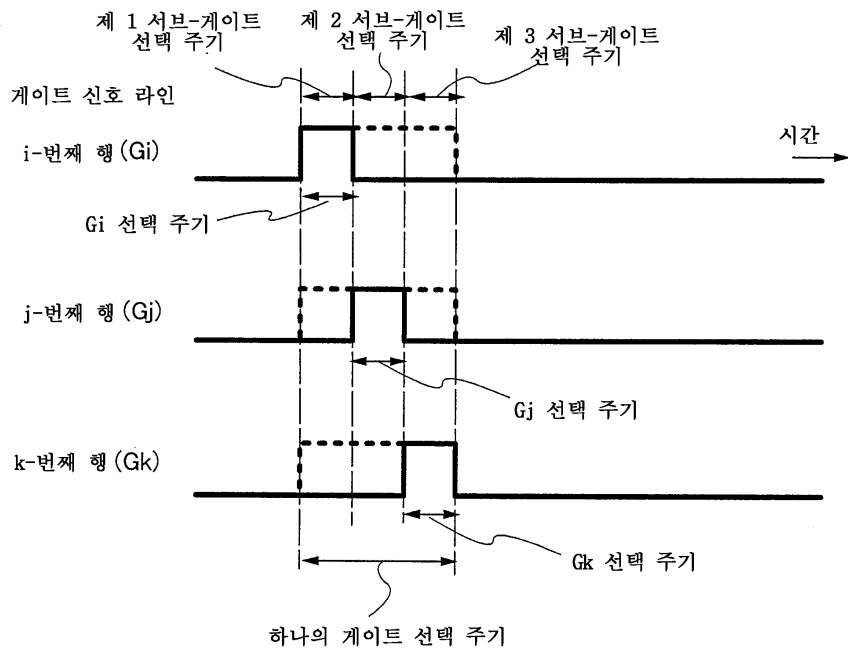 제 1 서브-게이트
선택 주기
제 2 서브-게이트
선택 주기
제 3 서브-게이트
선택 주기
게이트 신호 라인
시간
i-번째 행(Gi)
Gi 선택 주기
j-번째 행(Gj)
Gj 선택 주기
k-번째 행(Gk)
Gk 선택 주기
하나의 게이트 선택 주기